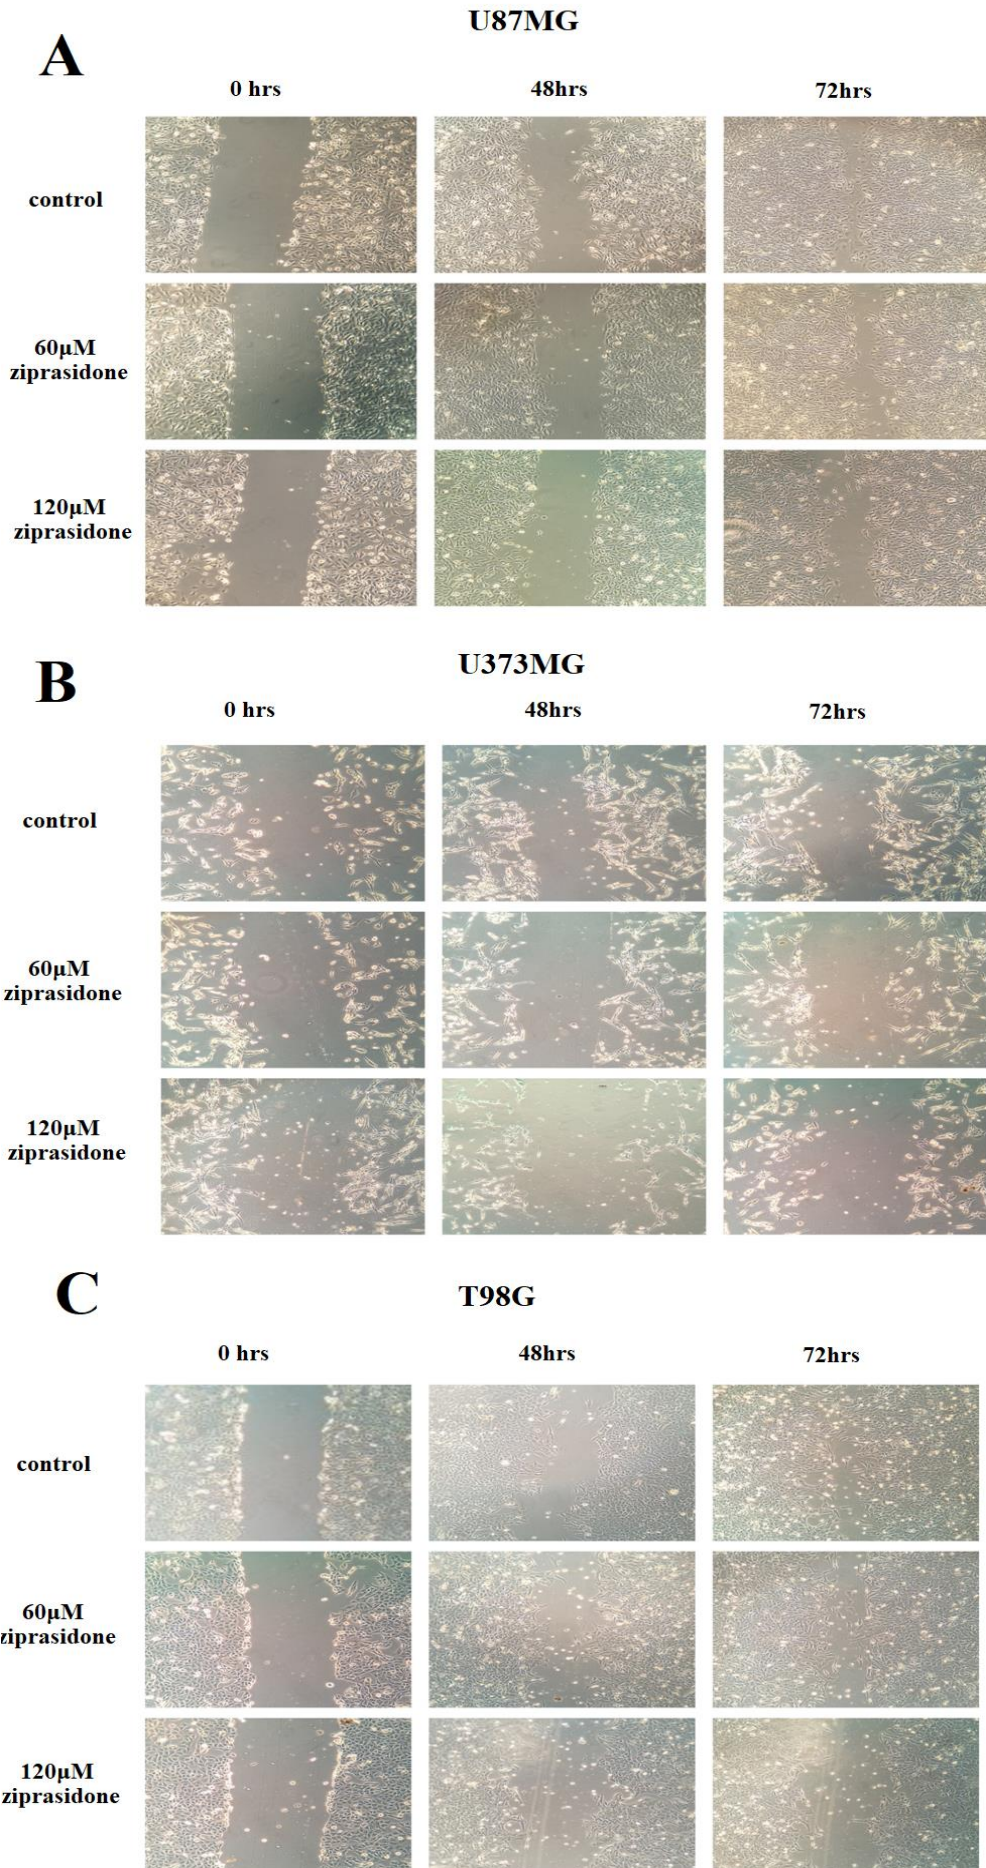 U87MG
A
0 hrs
48hrs
72hrs
control
60μM
ziprasidone
120μM
ziprasidone
U373MG
B
0 hrs
48hrs
72hrs
control
60μM
ziprasidone
120μM
ziprasidone
C
T98G
0 hrs
48hrs
72hrs
control
60μM
ziprasidone
120μM
ziprasidone